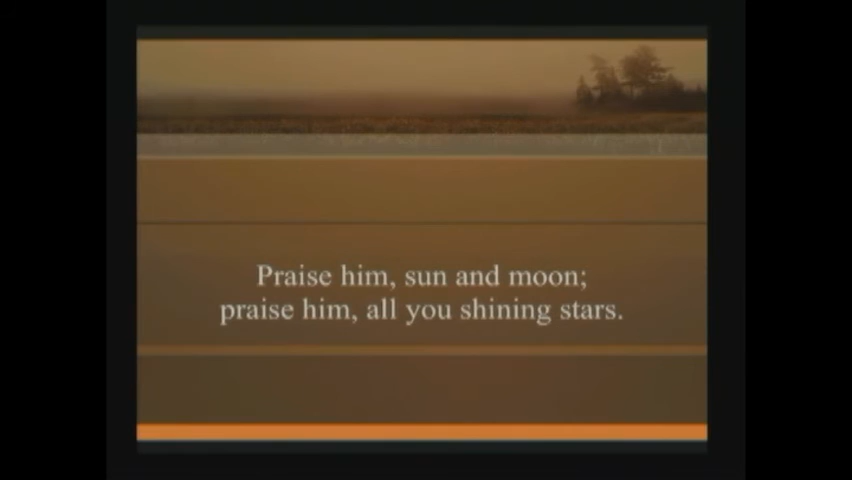 Praise him, sun and moon;
praise him, all you shining stars.